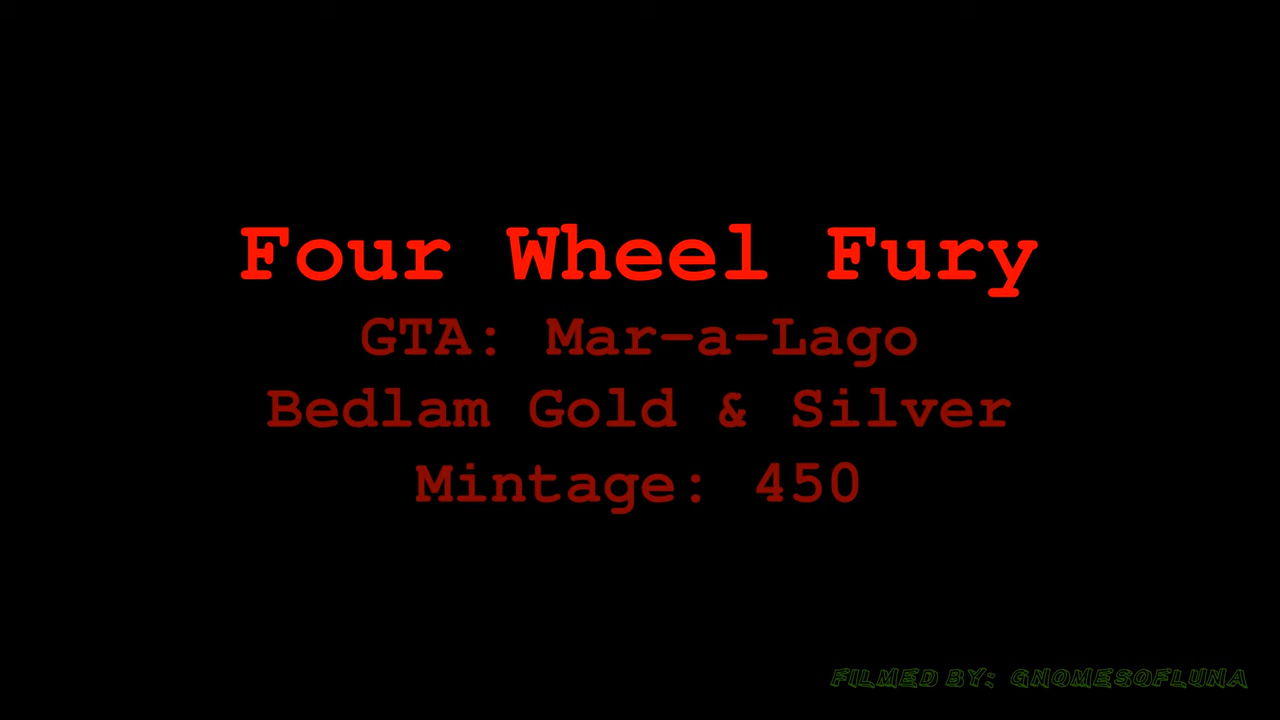 Four Wheel Fury
GTA: Mar-a-Lago
Bedlam Gold & Silver
Mintage: 450
FILMED BY: GNOMESOFLUNA